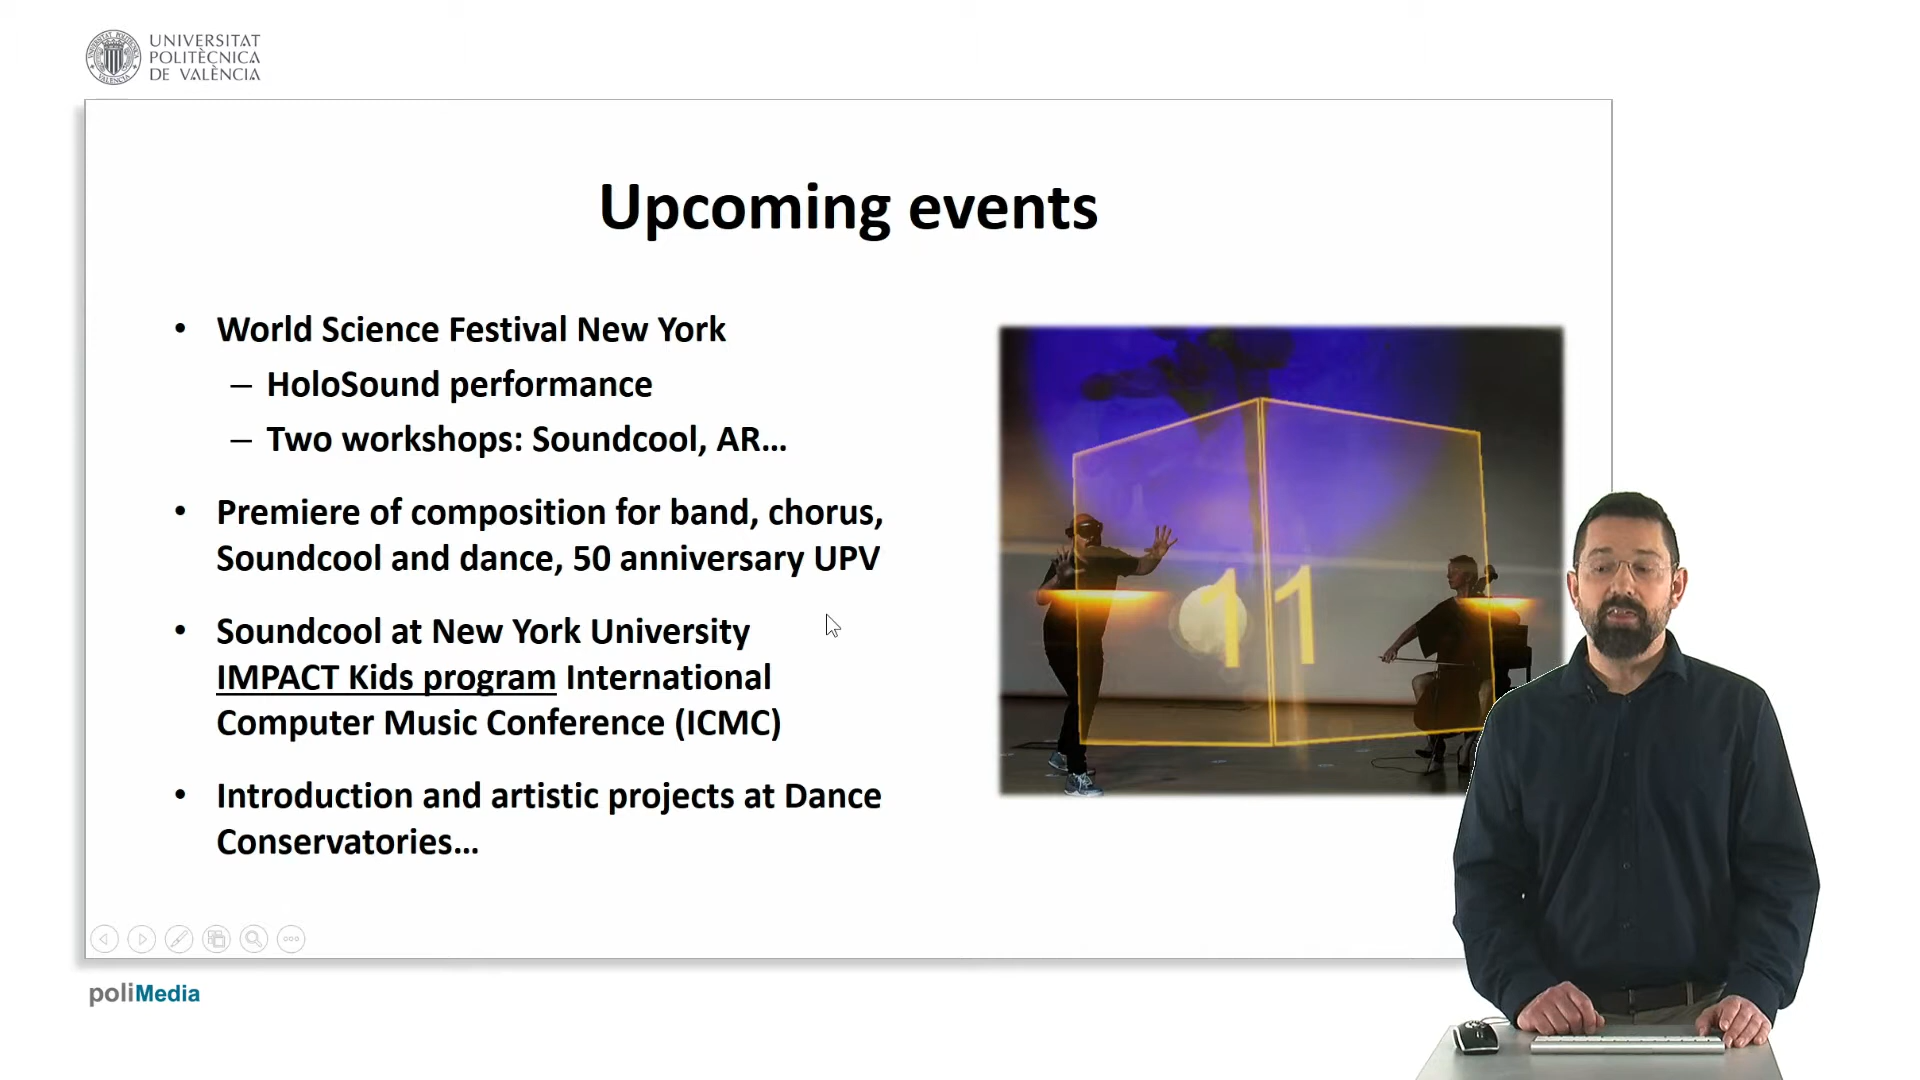 UNIVERSITAT
POLITÈCNICA
DE VALÈNCIA
Upcoming events
• World Science Festival New York
– HoloSound performance
– Two workshops: Soundcool, AR...
• Premiere of composition for band, chorus,
Soundcool and dance, 50 anniversary UPV
• Soundcool at New York University
IMPACT Kids program International
Computer Music Conference (ICMC)
• Introduction and artistic projects at Dance
Conservatories...
11
poliMedia